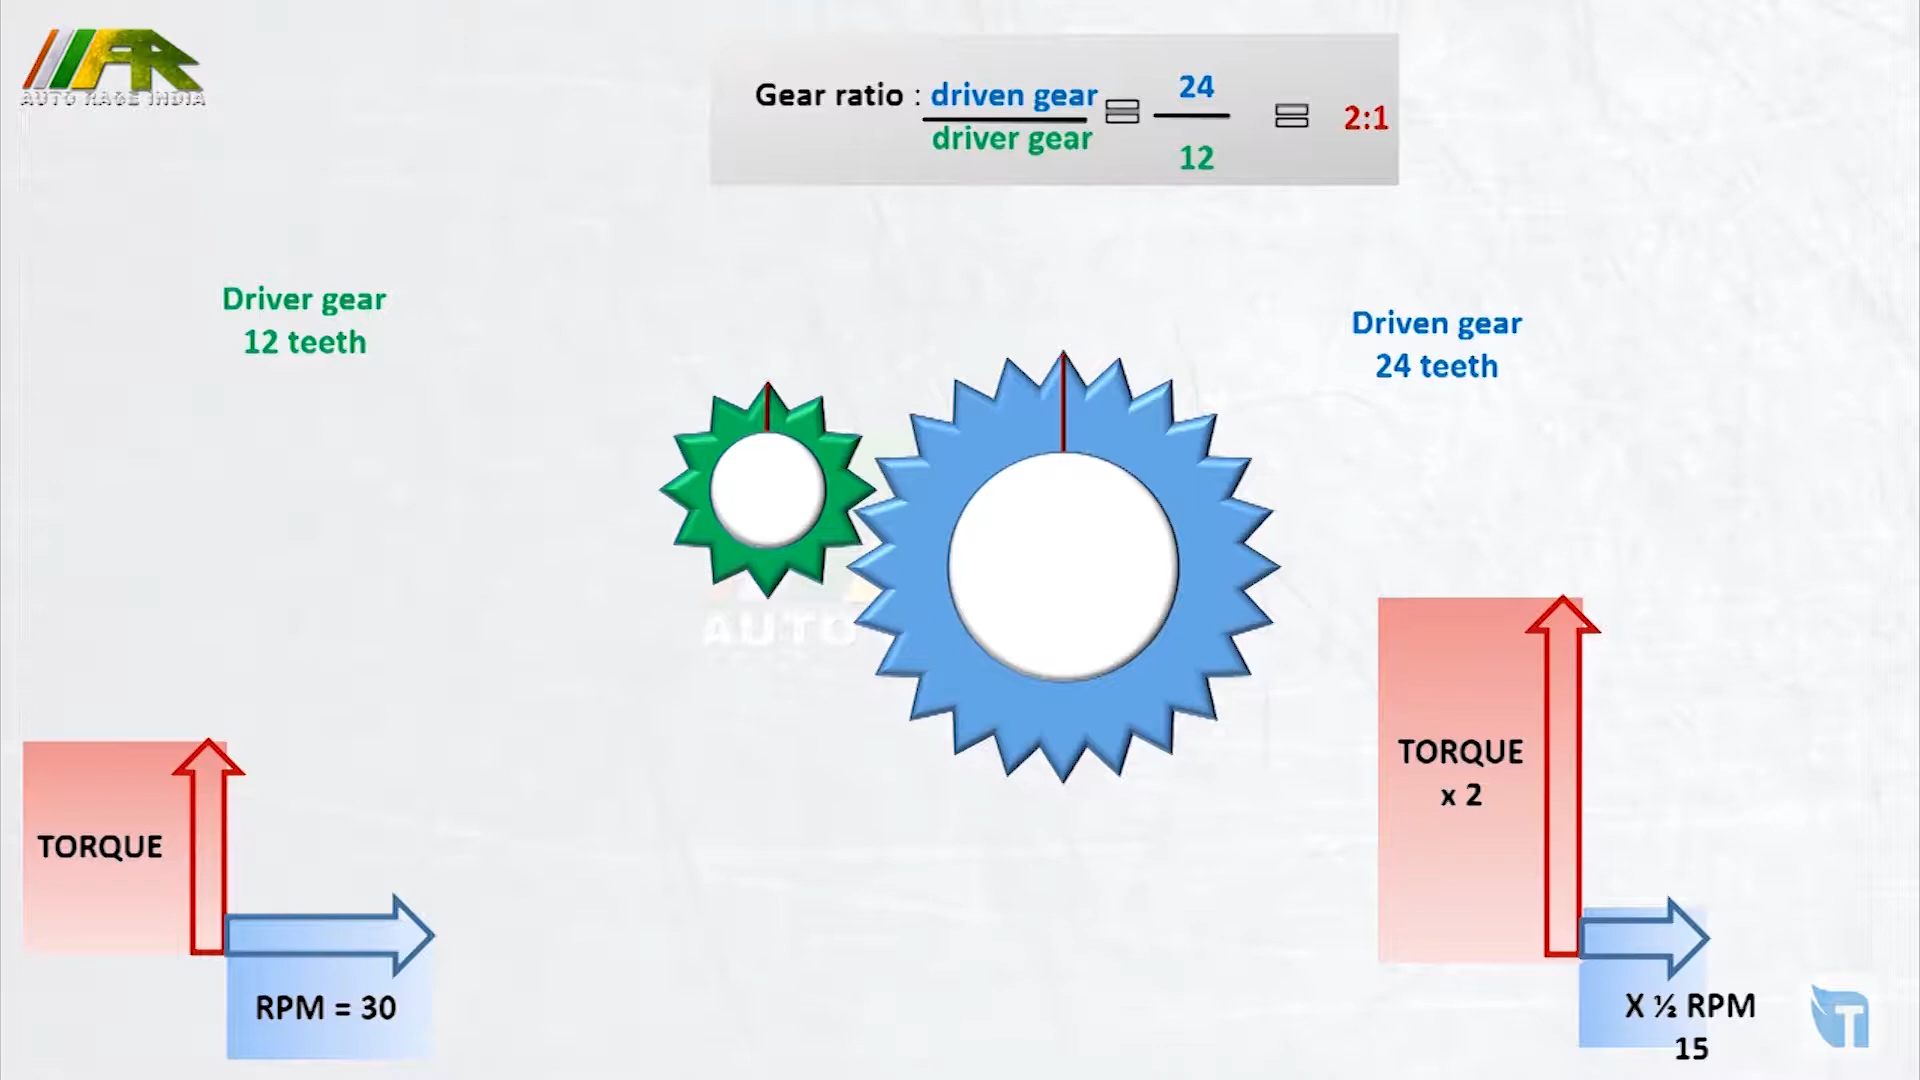 AUTO RAGE INDIA
Gear ratio : driven gear
driver gear
=
24
12
=
2:1
Driver gear
12 teeth
Driven gear
24 teeth
AUTO
TORQUE
RPM = 30
TORQUE
x 2
X ½ RPM
15
T